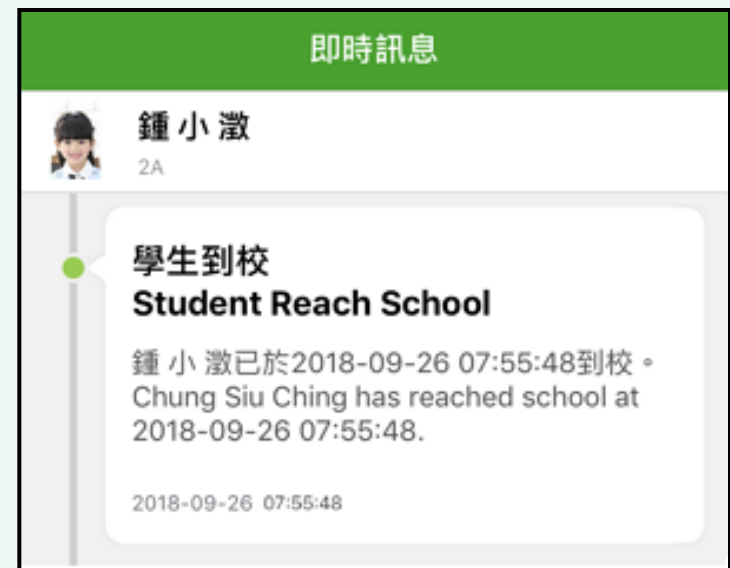 即時訊息
鍾 小 澂
2A
學生到校
Student Reach School
鍾 小 澂已於2018-09-26 07:55:48到校。
Chung Siu Ching has reached school at
2018-09-26 07:55:48.
2018-09-26 07:55:48